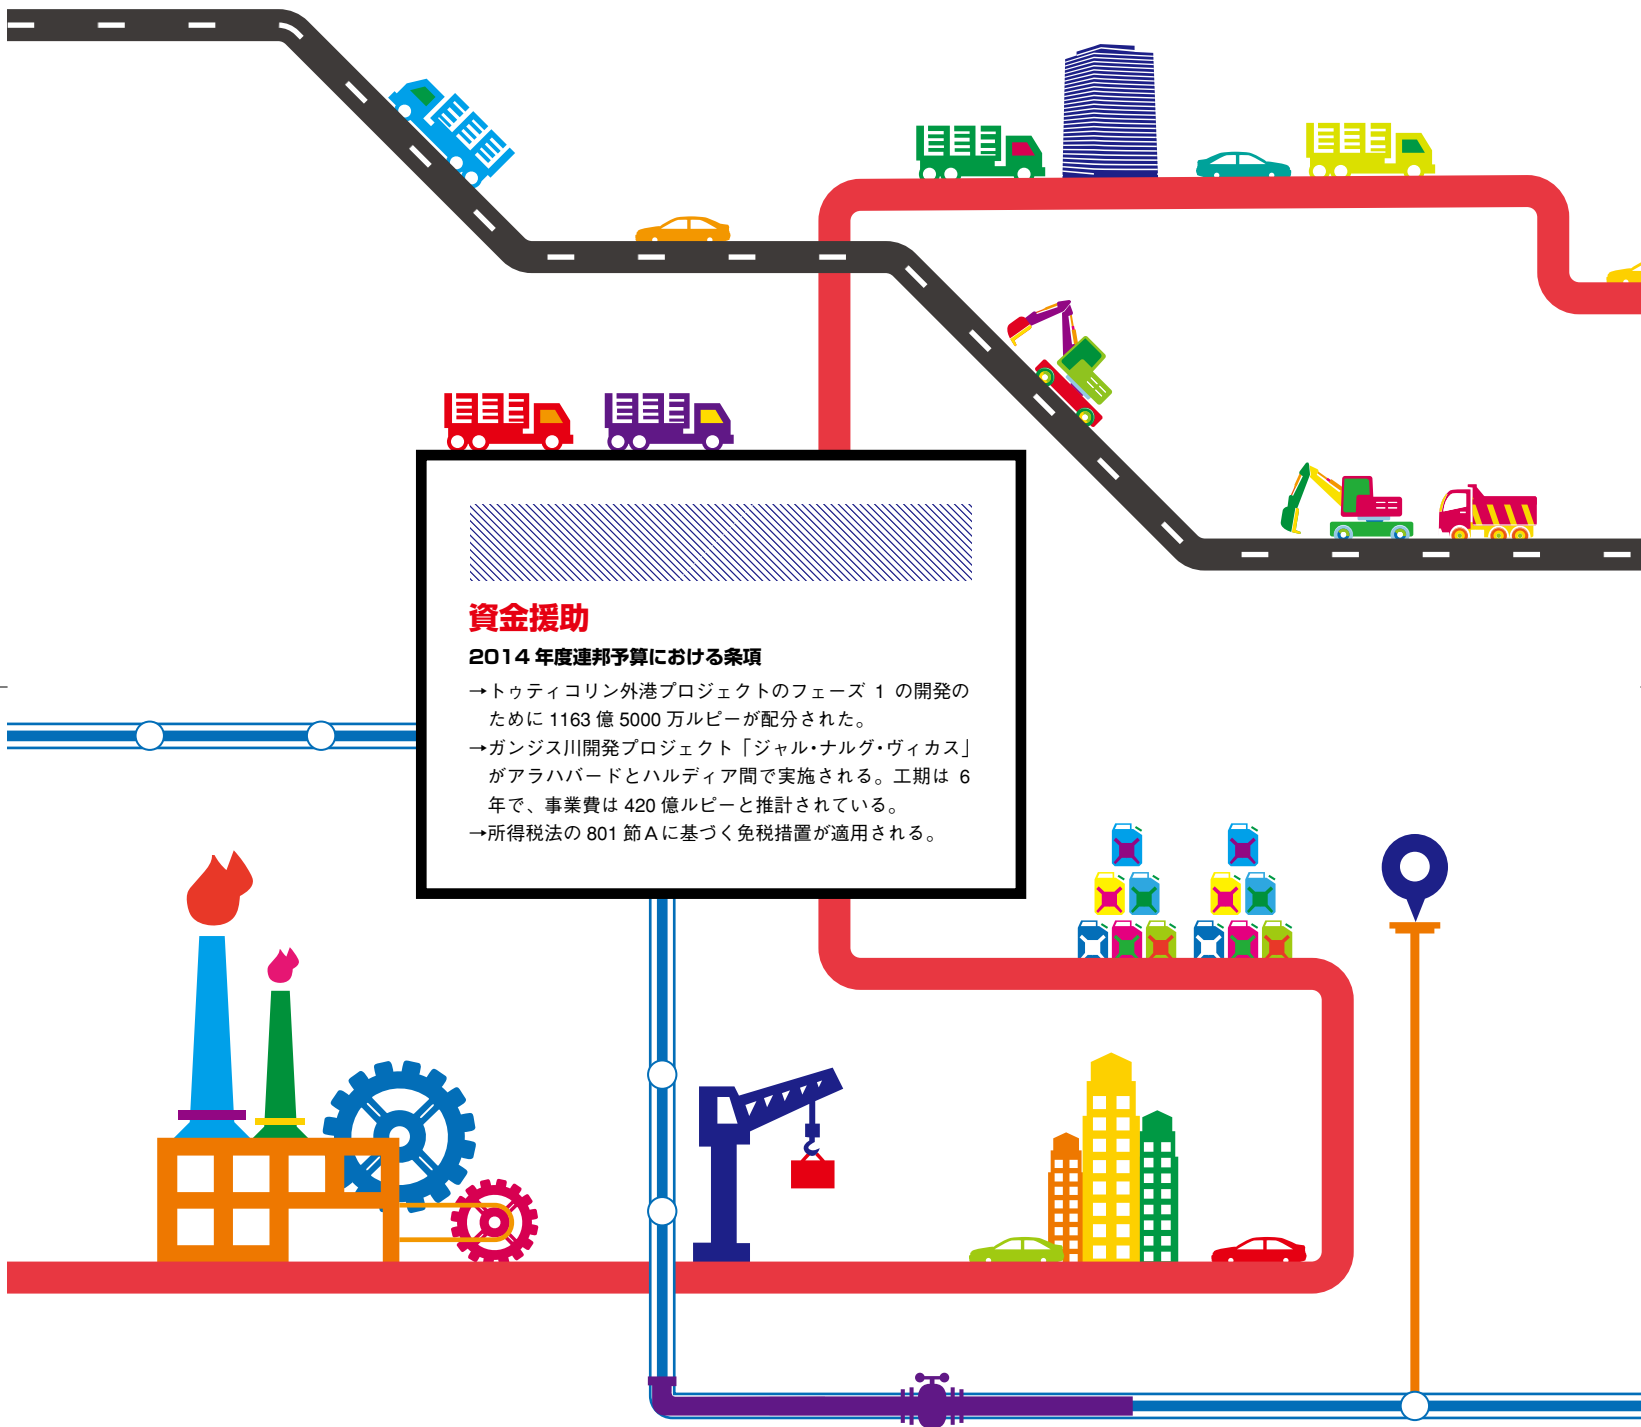 資金援助
2014 年度連邦予算における条項
→トゥティコリン外港プロジェクトのフェーズ 1 の開発の
ために 1163 億 5000 万ルピーが配分された。
→ガンジス川開発プロジェクト「ジャル・ナルグ・ヴィカス」
がアラハバードとハルディア間で実施される。工期は 6
年で、事業費は 420 億ルピーと推計されている。
→所得税法の 801 節Aに基づく免税措置が適用される。